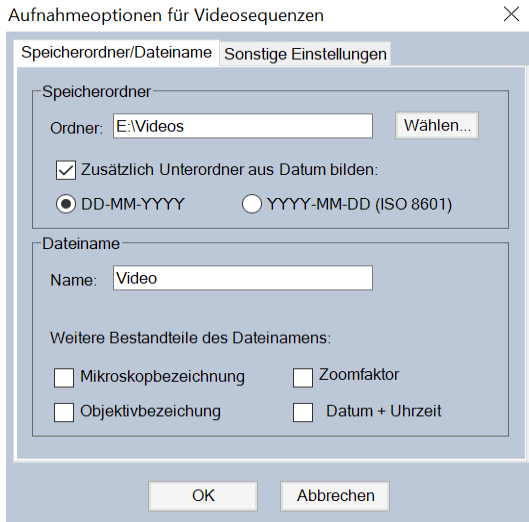 Aufnahmeoptionen für Videosequenzen
Speicherordner/Dateiname Sonstige Einstellungen
Speicherordner
Ordner: E:\Videos Wählen...
Zusätzlich Unterordner aus Datum bilden:
DD-MM-YYYY YYYY-MM-DD (ISO 8601)
Dateiname
Name: Video
Weitere Bestandteile des Dateinamens:
Mikroskopbezeichnung Zoomfaktor
Objektivbezeichung Datum + Uhrzeit
OK Abbrechen